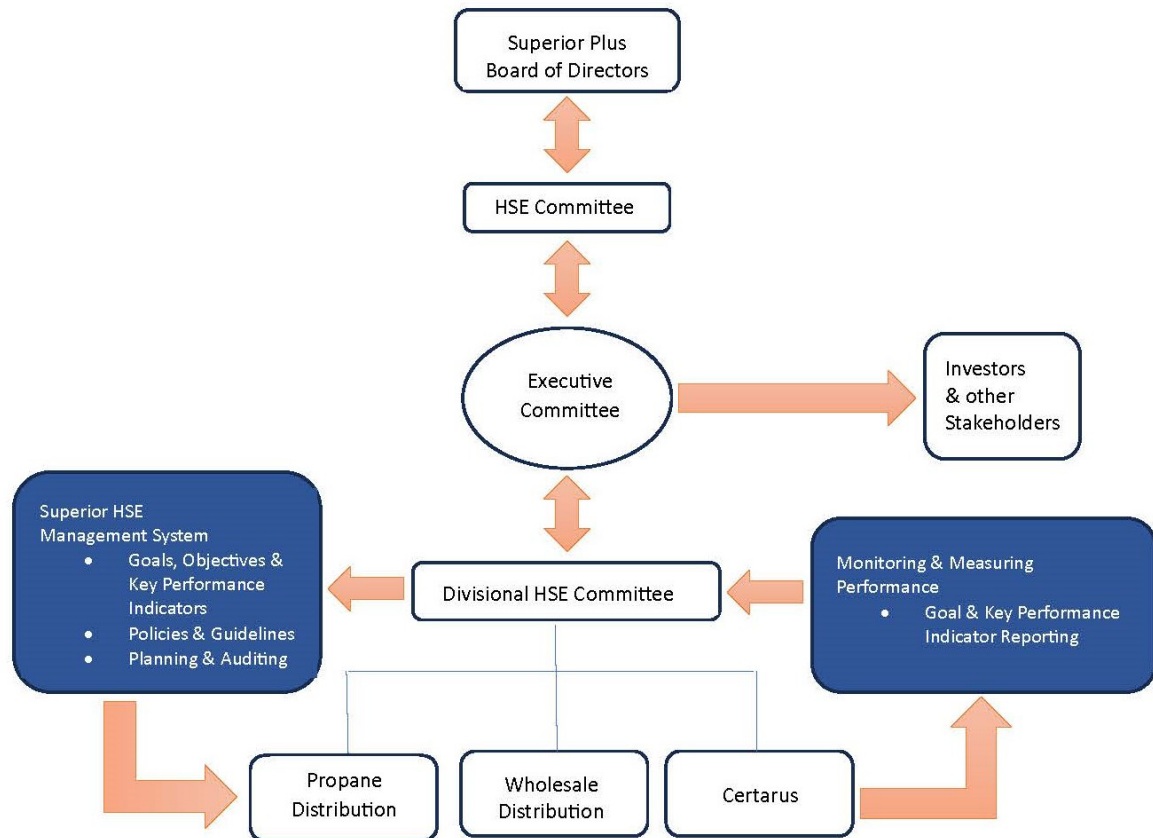 Superior Plus
Board of Directors
HSE Committee
Executive
Committee
Investors
& other
Stakeholders
Superior HSE
Management System
• Goals, Objectives &
Key Performance
Indicators
• Policies & Guidelines
• Planning & Auditing
Divisional HSE Committee
Monitoring & Measuring
Performance
• Goal & Key Performance
Indicator Reporting
Propane
Distribution
Wholesale
Distribution
Certarus